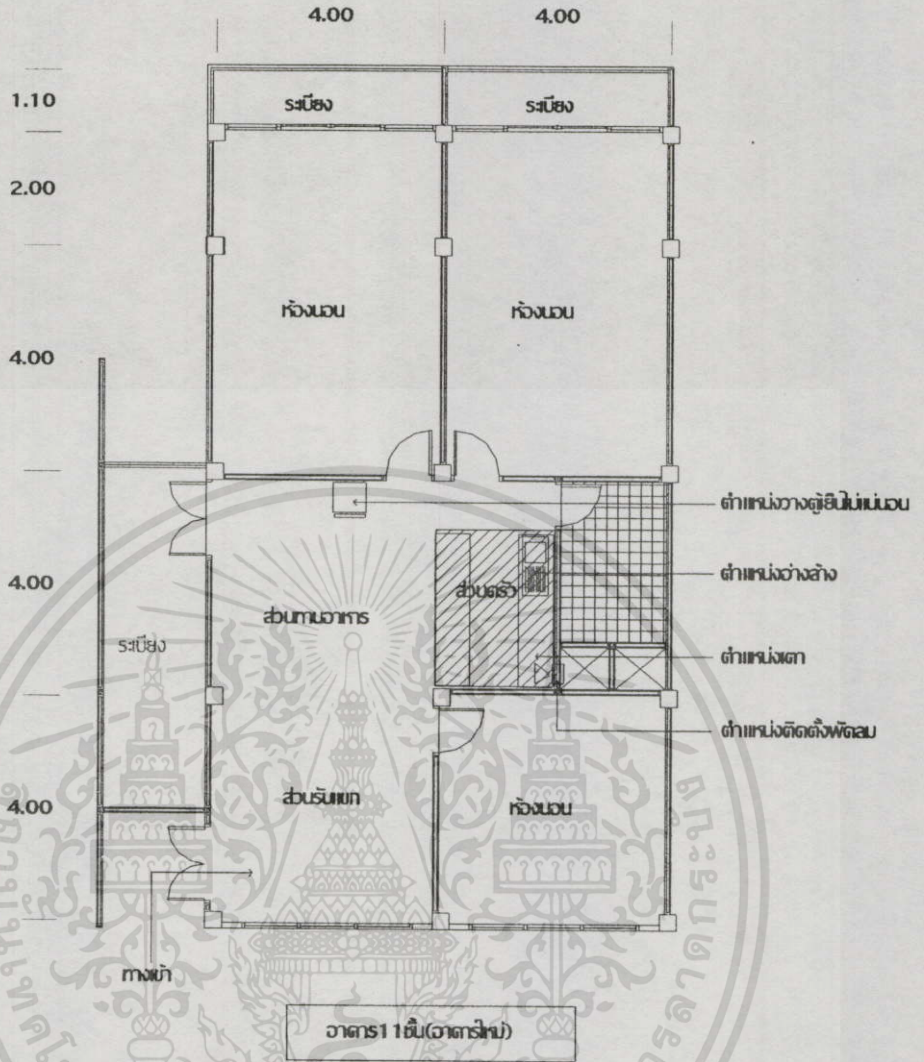 4.00 4.00
1.10
ระเบียง ระเบียง
2.00
ห้องนอน ห้องนอน
4.00
ตำแหน่งวางตู้เย็นไม่แน่นอน
4.00
ส่วนครัว
ตำแหน่งอ่างล้าง
ส่วนทานอาหาร
ระเบียง
ตำแหน่งเตา
ตำแหน่งติดตั้งพัดลม
4.00
ส่วนรับแขก
ห้องนอน
ทางเข้า
อาคาร11ชั้น(อาคารใหม่)